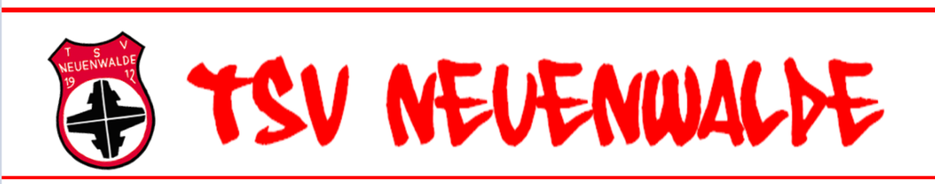 T S V
NEUENWALDE
19 12
TSV NEUENWALDE